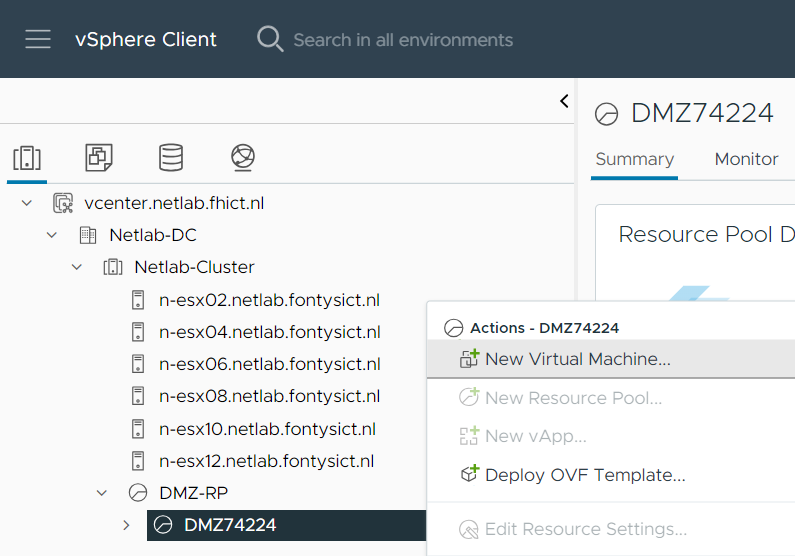 vSphere Client
Search in all environments
DMZ74224
Summary Monitor
vcenter.netlab.fhict.nl
Netlab-DC
Resource Pool D
Netlab-Cluster
n-esx02.netlab.fontysict.nl
n-esx04.netlab.fontysict.nl
n-esx06.netlab.fontysict.nl
n-esx08.netlab.fontysict.nl
n-esx10.netlab.fontysict.nl
n-esx12.netlab.fontysict.nl
DMZ-RP
DMZ74224
Actions - DMZ74224
New Virtual Machine...
New Resource Pool...
New vApp...
Deploy OVF Template...
Edit Resource Settings...